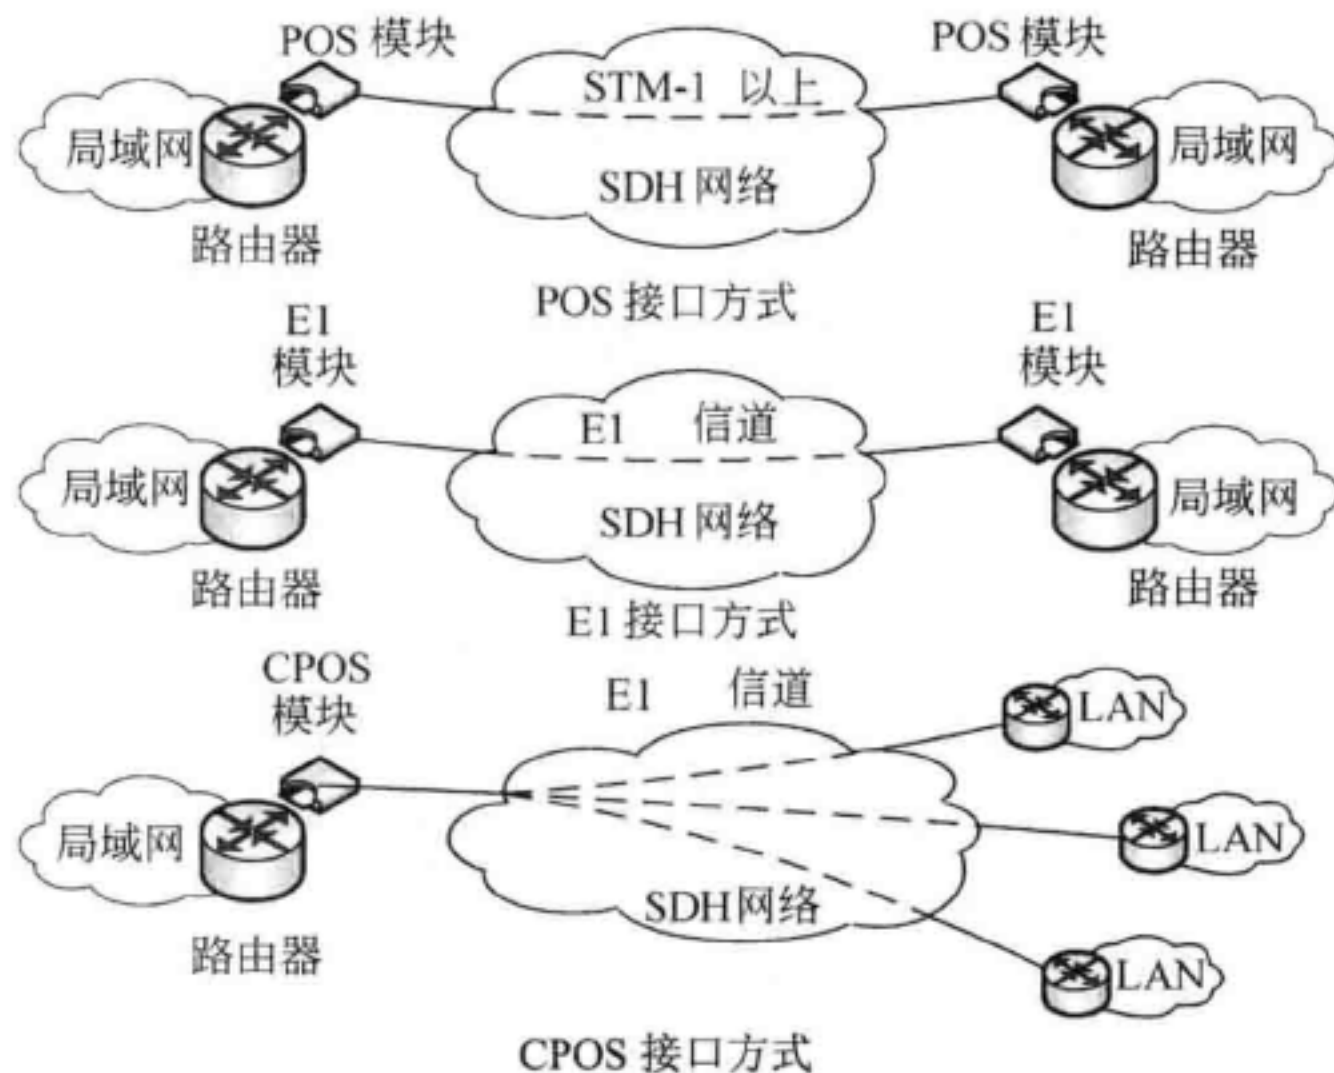 POS 模块
POS 模块
STM-1 以上
局域网
局域网
SDH 网络
路由器
路由器
POS 接口方式
E1
模块
E1
模块
E1 信道
局域网
局域网
SDH 网络
路由器
路由器
E1 接口方式
CPOS
模块
E1 信道
LAN
局域网
LAN
SDH网络
路由器
LAN
CPOS 接口方式